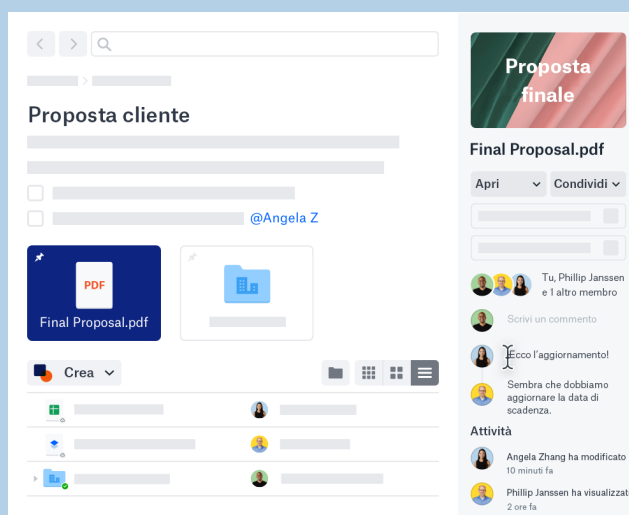 Proposta cliente
@Angela Z
PDF
Final Proposal.pdf
Crea
Proposta
finale
Final Proposal.pdf
Apri
Condividi
Tu, Phillip Janssen
e 1 altro membro
Scrivi un commento
Ecco l'aggiornamento!
Sembra che dobbiamo
aggiornare la data di
scadenza.
Attività
Angela Zhang ha modificato
10 minuti fa
Phillip Janssen ha visualizzat
2 ore fa